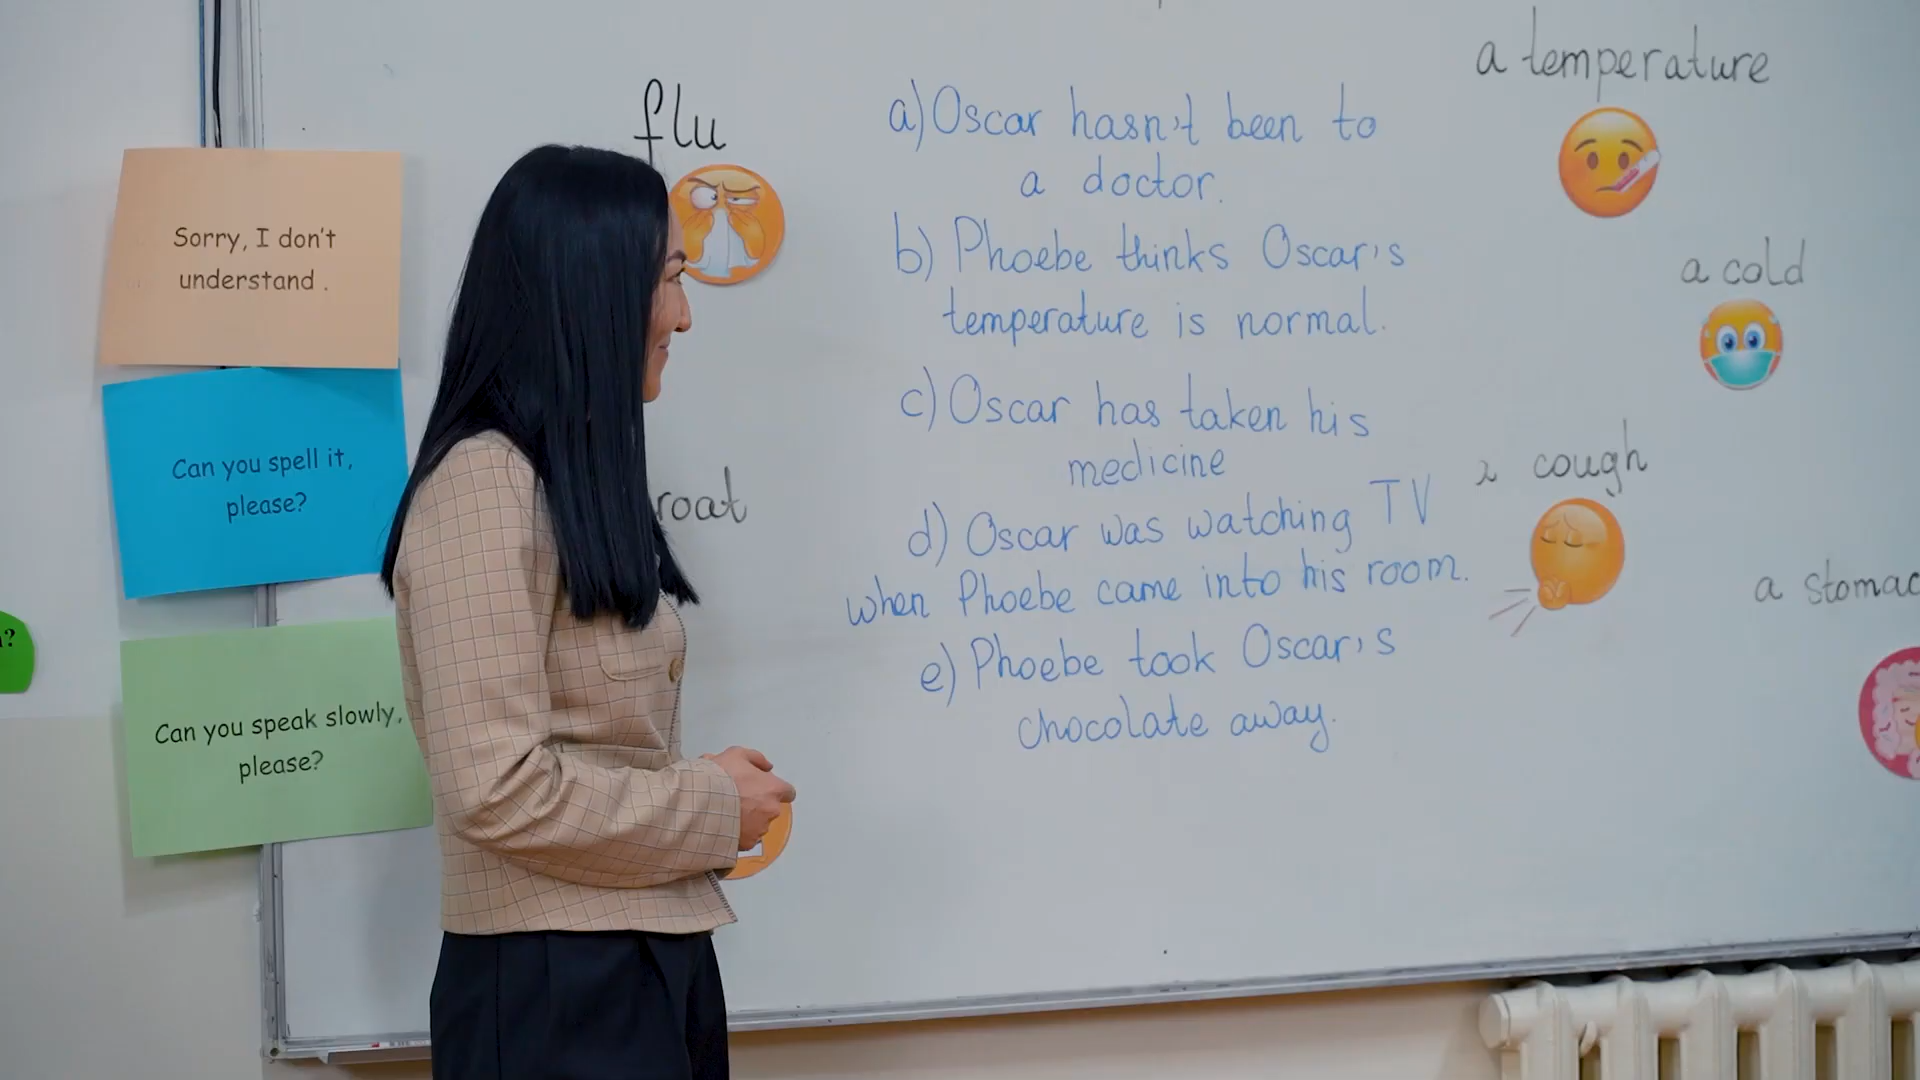 Sorry, I don't
understand .
Can you spell it,
please?
Can you speak slowly,
please?
flu
a) Oscar hasn't been to
a doctor.
b) Phoebe thinks Oscar's
temperature is normal.
c) Oscar has taken his
medicine
d) Oscar was watching TV
when Phoebe came into his room.
e) Phoebe took Oscar's
chocolate away.
a temperature
a cold
a cough